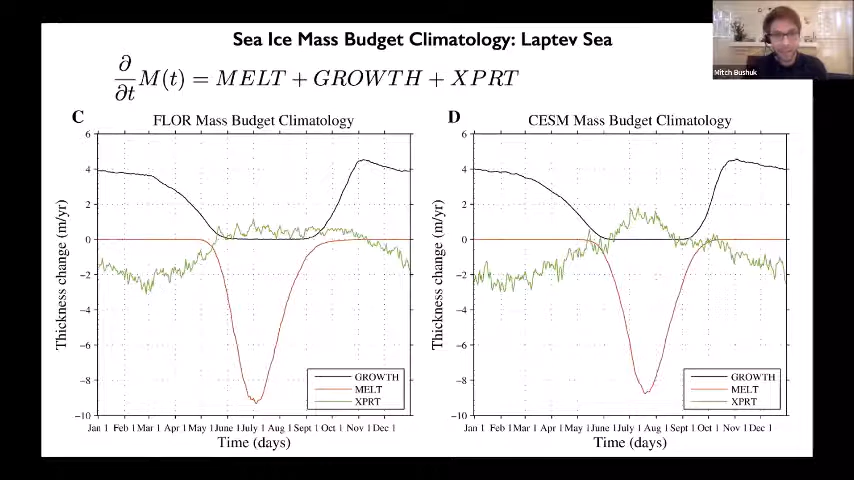 Sea Ice Mass Budget Climatology: Laptev Sea
∂/∂t M(t) = MELT + GROWTH + XPRT
Mitch Bushuk
C FLOR Mass Budget Climatology
6
4
2
0
−2
−4
−6
−8
−10
Thickness change (m/yr)
GROWTH
MELT
XPRT
Jan 1 Feb 1 Mar 1 Apr 1 May 1 June 1 July 1 Aug 1 Sept 1 Oct 1 Nov 1 Dec 1
Time (days)
D CESM Mass Budget Climatology
6
4
2
0
−2
−4
−6
−8
−10
Thickness change (m/yr)
GROWTH
MELT
XPRT
Jan 1 Feb 1 Mar 1 Apr 1 May 1 June 1 July 1 Aug 1 Sept 1 Oct 1 Nov 1 Dec 1
Time (days)